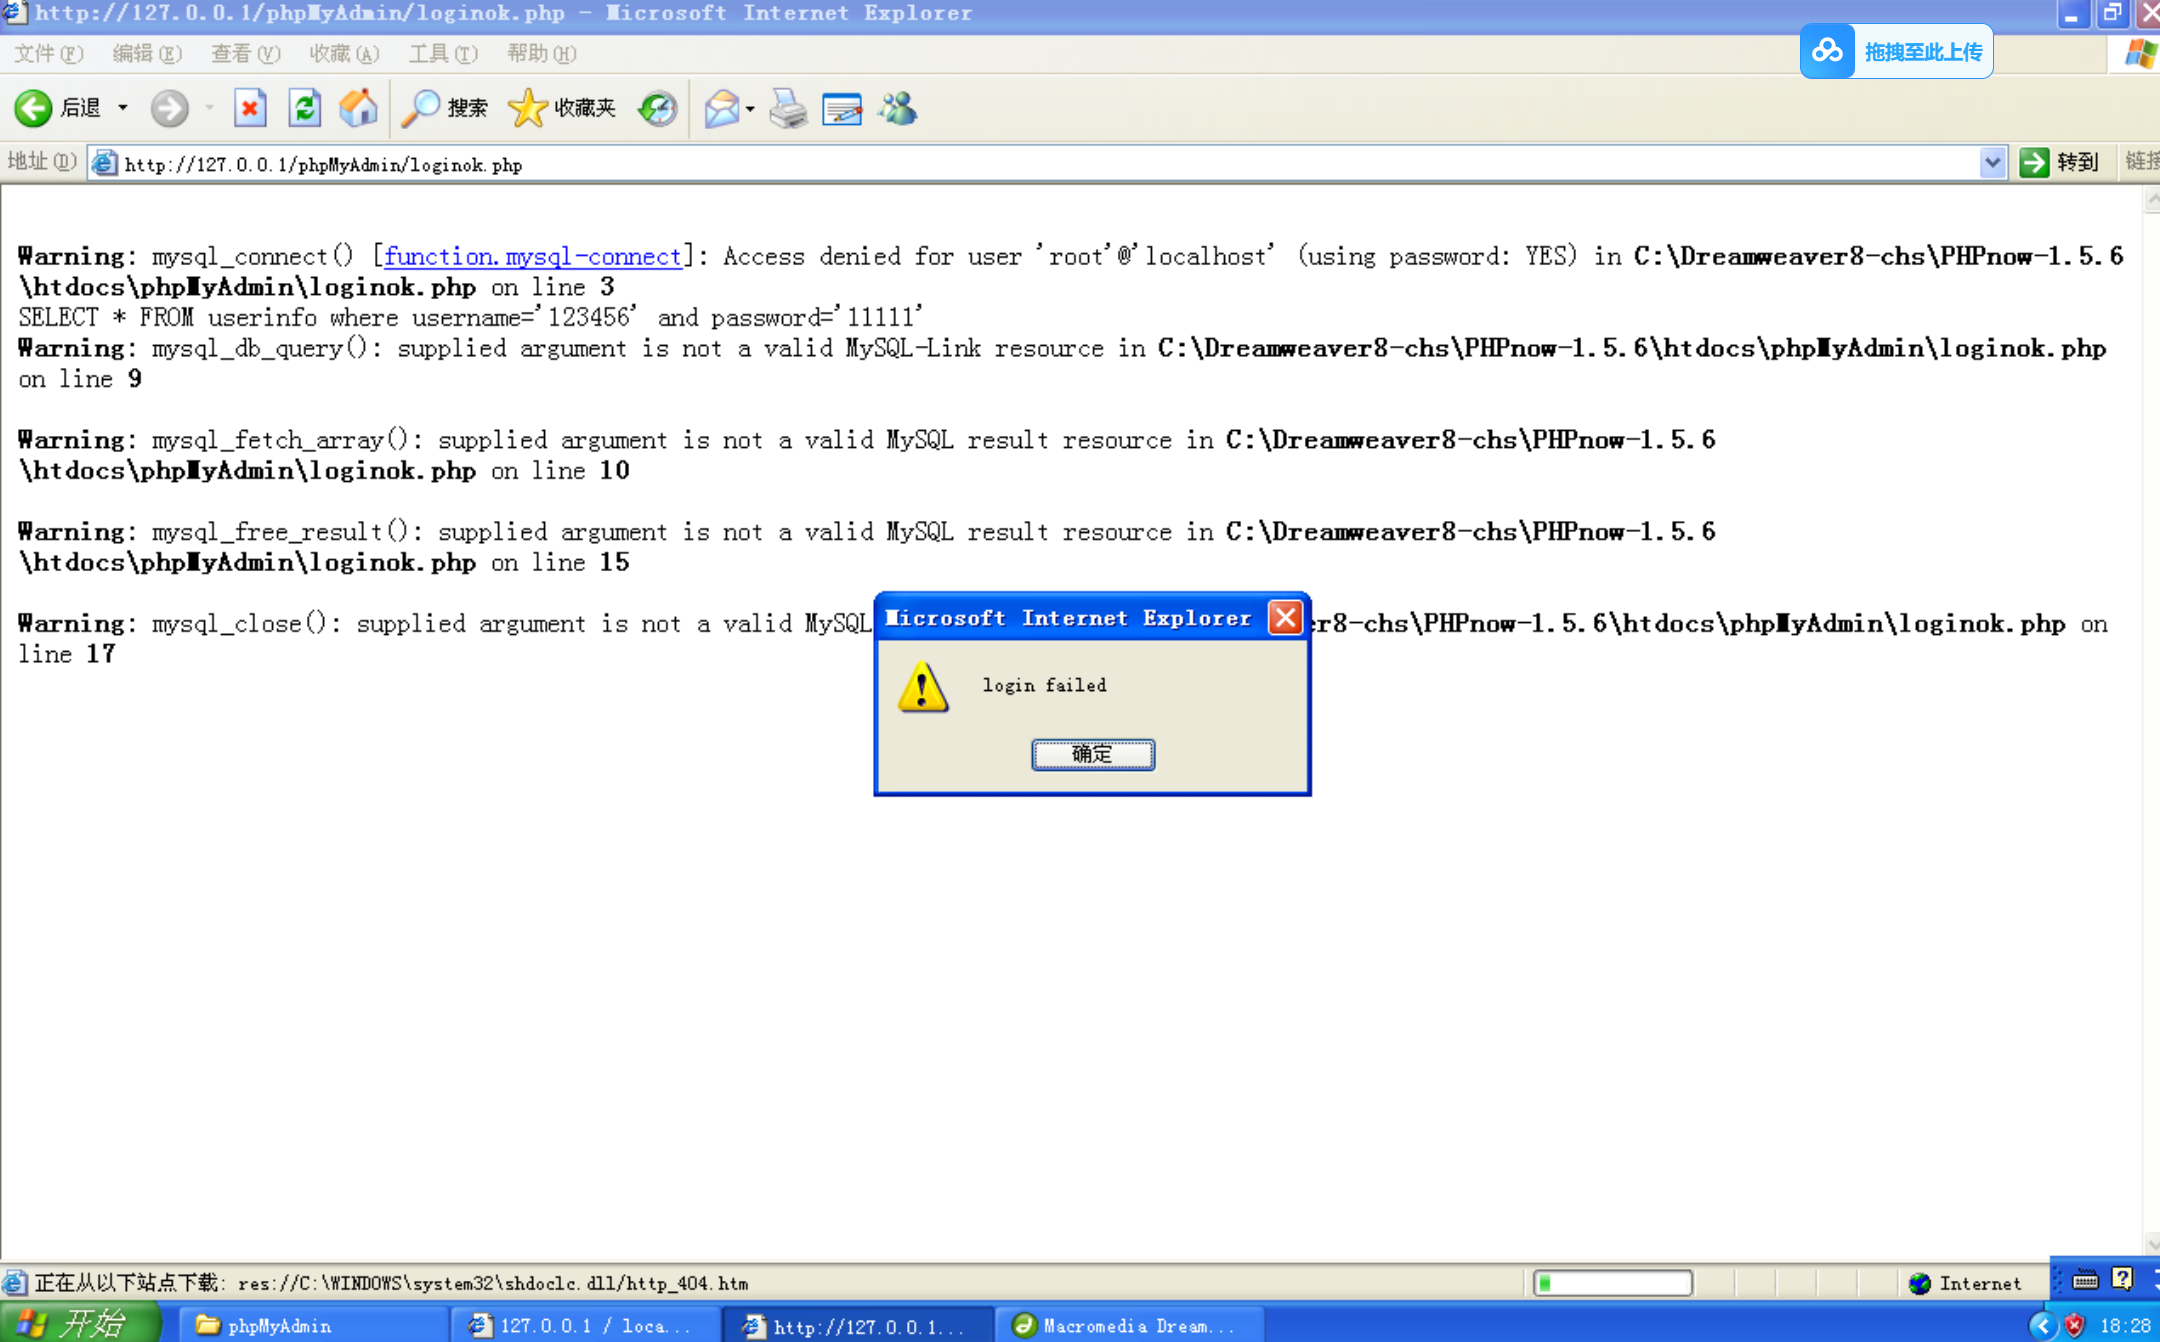 http://127.0.0.1/phpMyAdmin/loginok.php - Microsoft Internet Explorer
文件(F) 编辑(E) 查看(V) 收藏(A) 工具(T) 帮助(H)
拖拽至此上传
后退 搜索 收藏夹
地址(D) http://127.0.0.1/phpMyAdmin/loginok.php 转到 链接
Warning: mysql_connect() [function.mysql-connect]: Access denied for user 'root'@'localhost' (using password: YES) in C:\Dreamweaver8-chs\PHPnow-1.5.6
\htdocs\phpMyAdmin\loginok.php on line 3
SELECT * FROM userinfo where username='123456' and password='11111'
Warning: mysql_db_query(): supplied argument is not a valid MySQL-Link resource in C:\Dreamweaver8-chs\PHPnow-1.5.6\htdocs\phpMyAdmin\loginok.php
on line 9
Warning: mysql_fetch_array(): supplied argument is not a valid MySQL result resource in C:\Dreamweaver8-chs\PHPnow-1.5.6
\htdocs\phpMyAdmin\loginok.php on line 10
Warning: mysql_free_result(): supplied argument is not a valid MySQL result resource in C:\Dreamweaver8-chs\PHPnow-1.5.6
\htdocs\phpMyAdmin\loginok.php on line 15
Warning: mysql_close(): supplied argument is not a valid MySQL er8-chs\PHPnow-1.5.6\htdocs\phpMyAdmin\loginok.php on
line 17
Microsoft Internet Explorer
login failed
确定
正在从以下站点下载: res://C:\WINDOWS\system32\shdoclc.dll/http_404.htm Internet
开始 phpMyAdmin 127.0.0.1 / loca... http://127.0.0.1... Macromedia Dream... 18:28